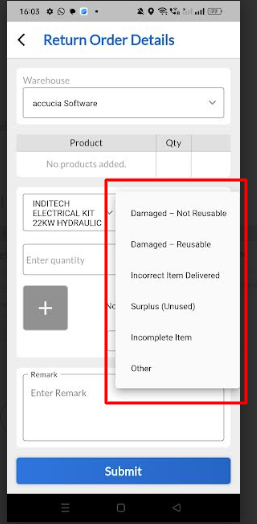 16:03
Return Order Details
Warehouse
accucia Software
Product Qty
No products added.
INDITECH
ELECTRICAL KIT
22KW HYDRAULIC
Enter quantity
No
Damaged – Not Reusable
Damaged – Reusable
Incorrect Item Delivered
Surplus (Unused)
Incomplete Item
Other
Remark
Enter Remark
Submit